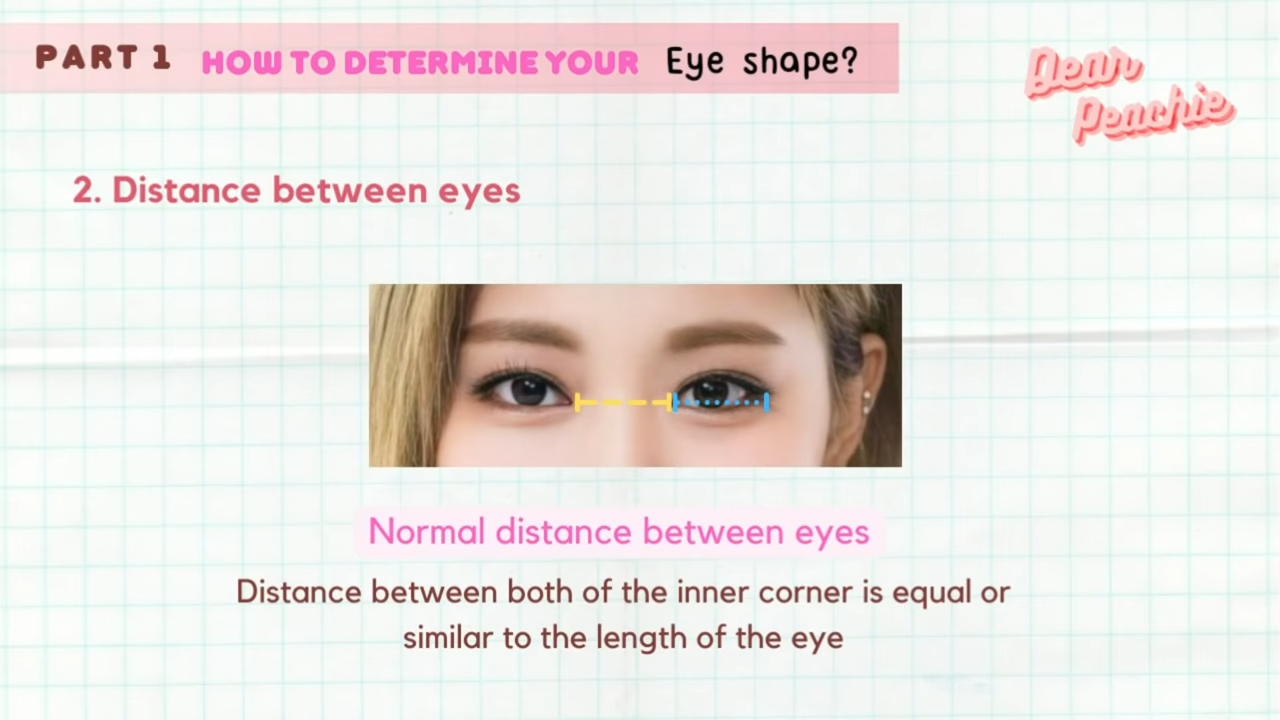 PART 1 HOW TO DETERMINE YOUR Eye shape?
Dear
Peachie
2. Distance between eyes
Normal distance between eyes
Distance between both of the inner corner is equal or
similar to the length of the eye